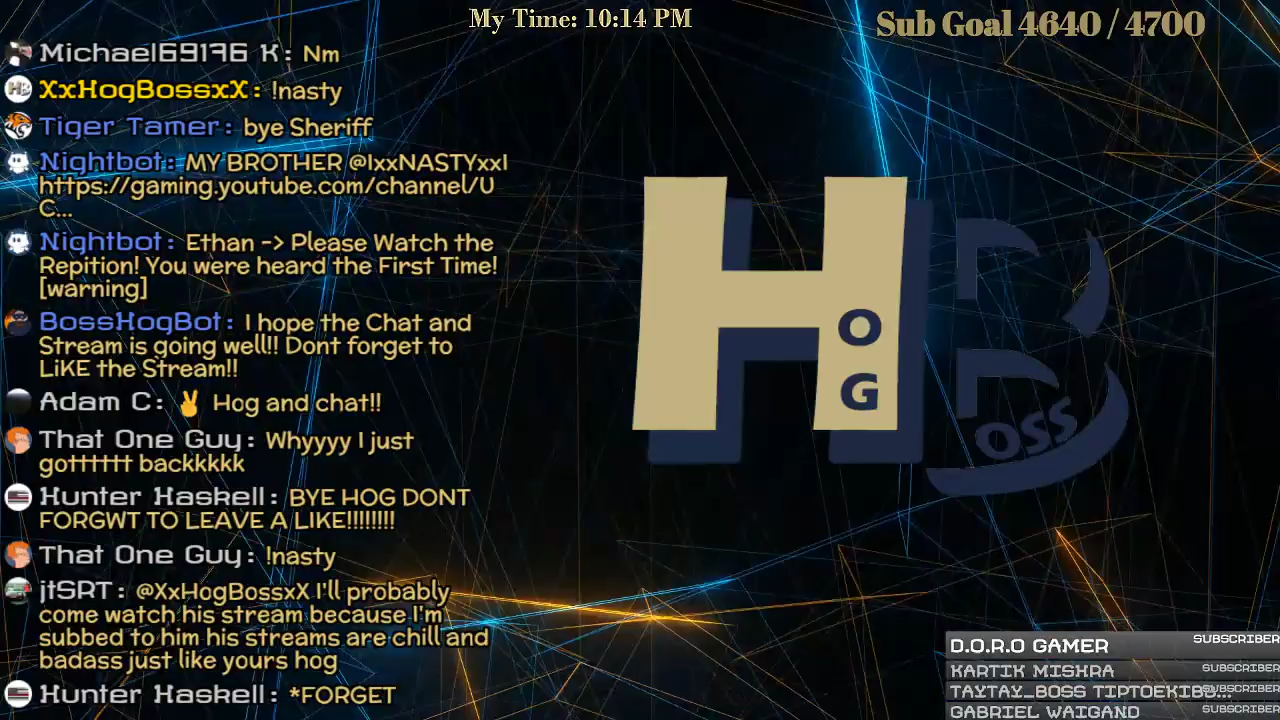 My Time: 10:14 PM
Sub Goal 4640 / 4700
Michael69176 K: Nm
XxHogBossxX: !nasty
Tiger Tamer: bye Sheriff
Nightbot: MY BROTHER @IxxNASTYxxI
https://gaming.youtube.com/channel/U
C...
Nightbot: Ethan -> Please Watch the
Repition! You were heard the First Time!
[warning]
BossHogBot: I hope the Chat and
Stream is going well!! Dont forget to
LiKE the Stream!!
Adam C: ✌ Hog and chat!!
That One Guy: Whyyyy I just
gotttttt backkkkk
Hunter Haskell: BYE HOG DONT
FORGWT TO LEAVE A LIKE!!!!!!!!
That One Guy: !nasty
jtSRT: @XxHogBossxX I'll probably
come watch his stream because I'm
subbed to him his streams are chill and
badass just like yours hog
Hunter Haskell: *FORGET
HOG
BOSS
D.O.R.O GAMER SUBSCRIBER
KARTIK MISHRA SUBSCRIBER
TAYTAY_BOSS TIPTOEKIBO... SUBSCRIBER
GABRIEL WAIGAND SUBSCRIBER